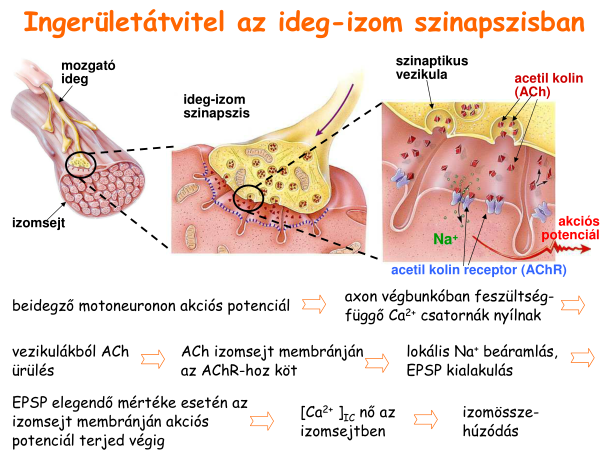 Ingerületátvitel az ideg-izom szinapszisban
mozgató
ideg
ideg-izom
szinapszis
szinaptikus
vezikula
acetil kolin
(ACh)
izomsejt
Na⁺
akciós
potenciál
acetil kolin receptor (AChR)
beidegző motoneuronon akciós potenciál
axon végbunkóban feszültség-
függő Ca²⁺ csatornák nyílnak
vezikulákból ACh
ürülés
ACh izomsejt membránján
az AChR-hoz köt
lokális Na⁺ beáramlás,
EPSP kialakulás
EPSP elegendő mértéke esetén az
izomsejt membránján akciós
potenciál terjed végig
[Ca²⁺ ]IC nő az
izomsejtben
izomössze-
húzódás